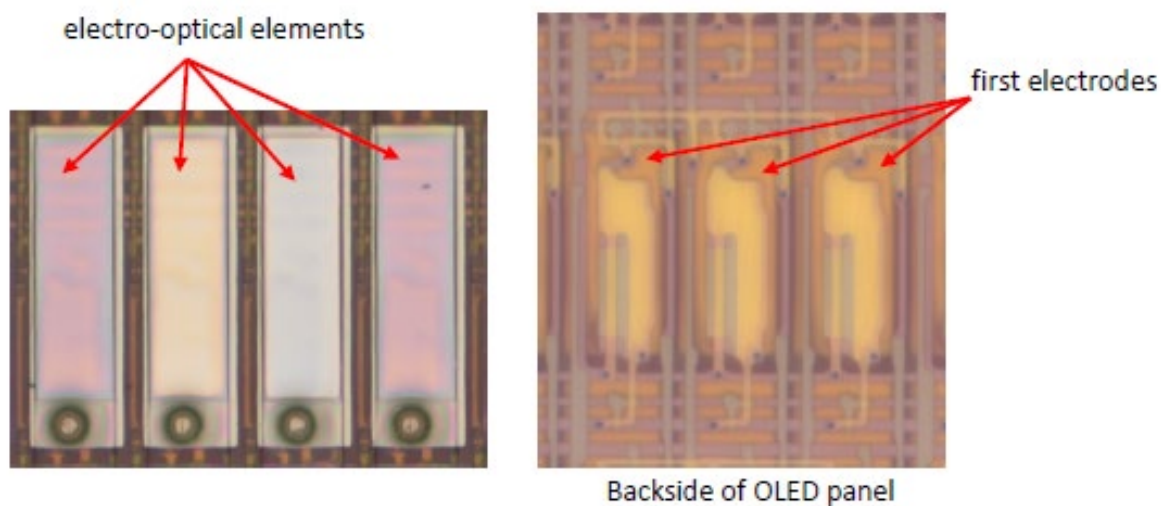 electro-optical elements
first electrodes
Backside of OLED panel